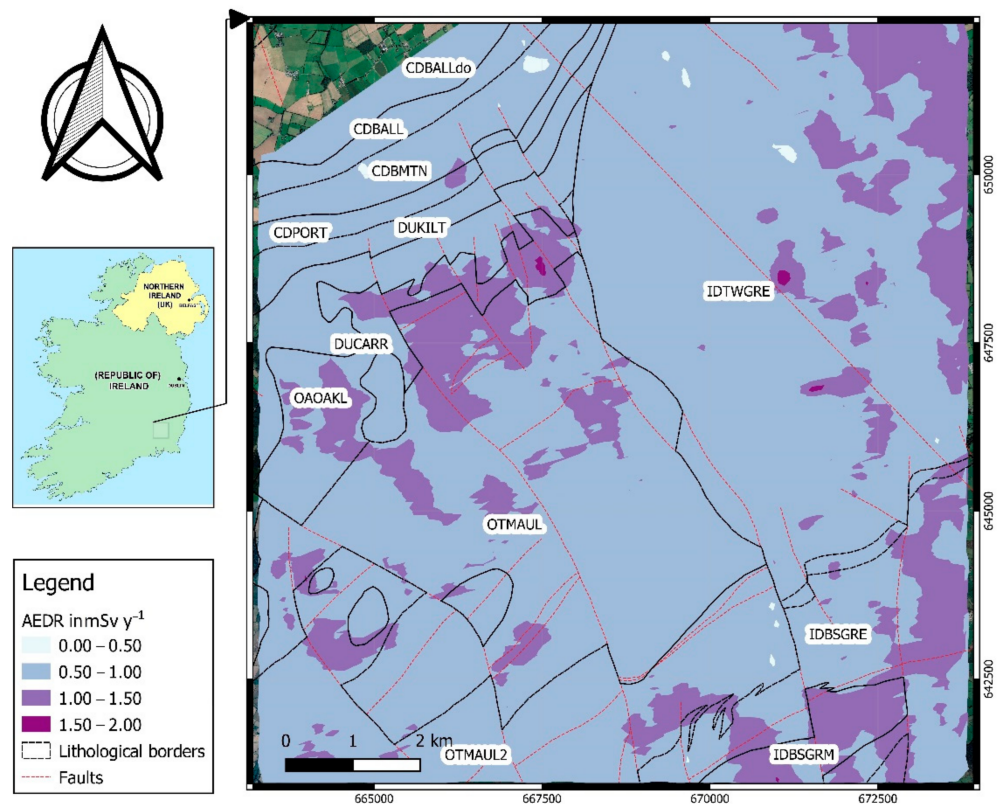 CDBALLdo
CDBALL
CDBMTN
CDPORT
DUKILT
IDTWGRE
DUCARR
OAOAKL
OTMAUL
IDBSGRE
OTMAUL2
IDBSGRM
0 1 2 km
665000 667500 670000 672500
650000
647500
645000
642500
NORTHERN
IRELAND
(UK)
(REPUBLIC OF)
IRELAND
Legend
AEDR inmSv y⁻¹
0.00 – 0.50
0.50 – 1.00
1.00 – 1.50
1.50 – 2.00
Lithological borders
Faults